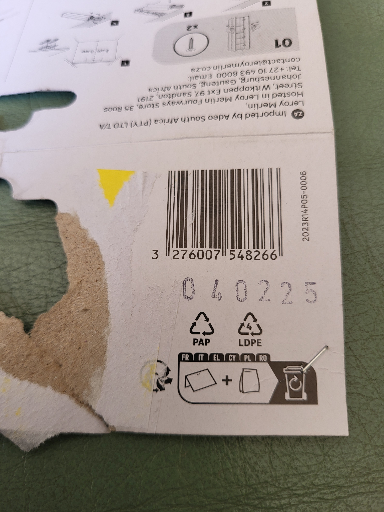 01
x2
ZA Imported by Adeo South Africa (PTY) LTD T/A
Leroy Merlin.
Hosted in Leroy Merlin Fourways Store, 35 Roos
Street, Witkoppen Ext 97, Sandton, 2191
Johannesburg, Gauteng, South Africa
Tel: +27 10 493 8000 Email:
contact@leroymerlin.co.za
2023R14P05-0006
3 276007 548266
040225
PAP
4
LDPE
FR IT EL CY PL RO
+